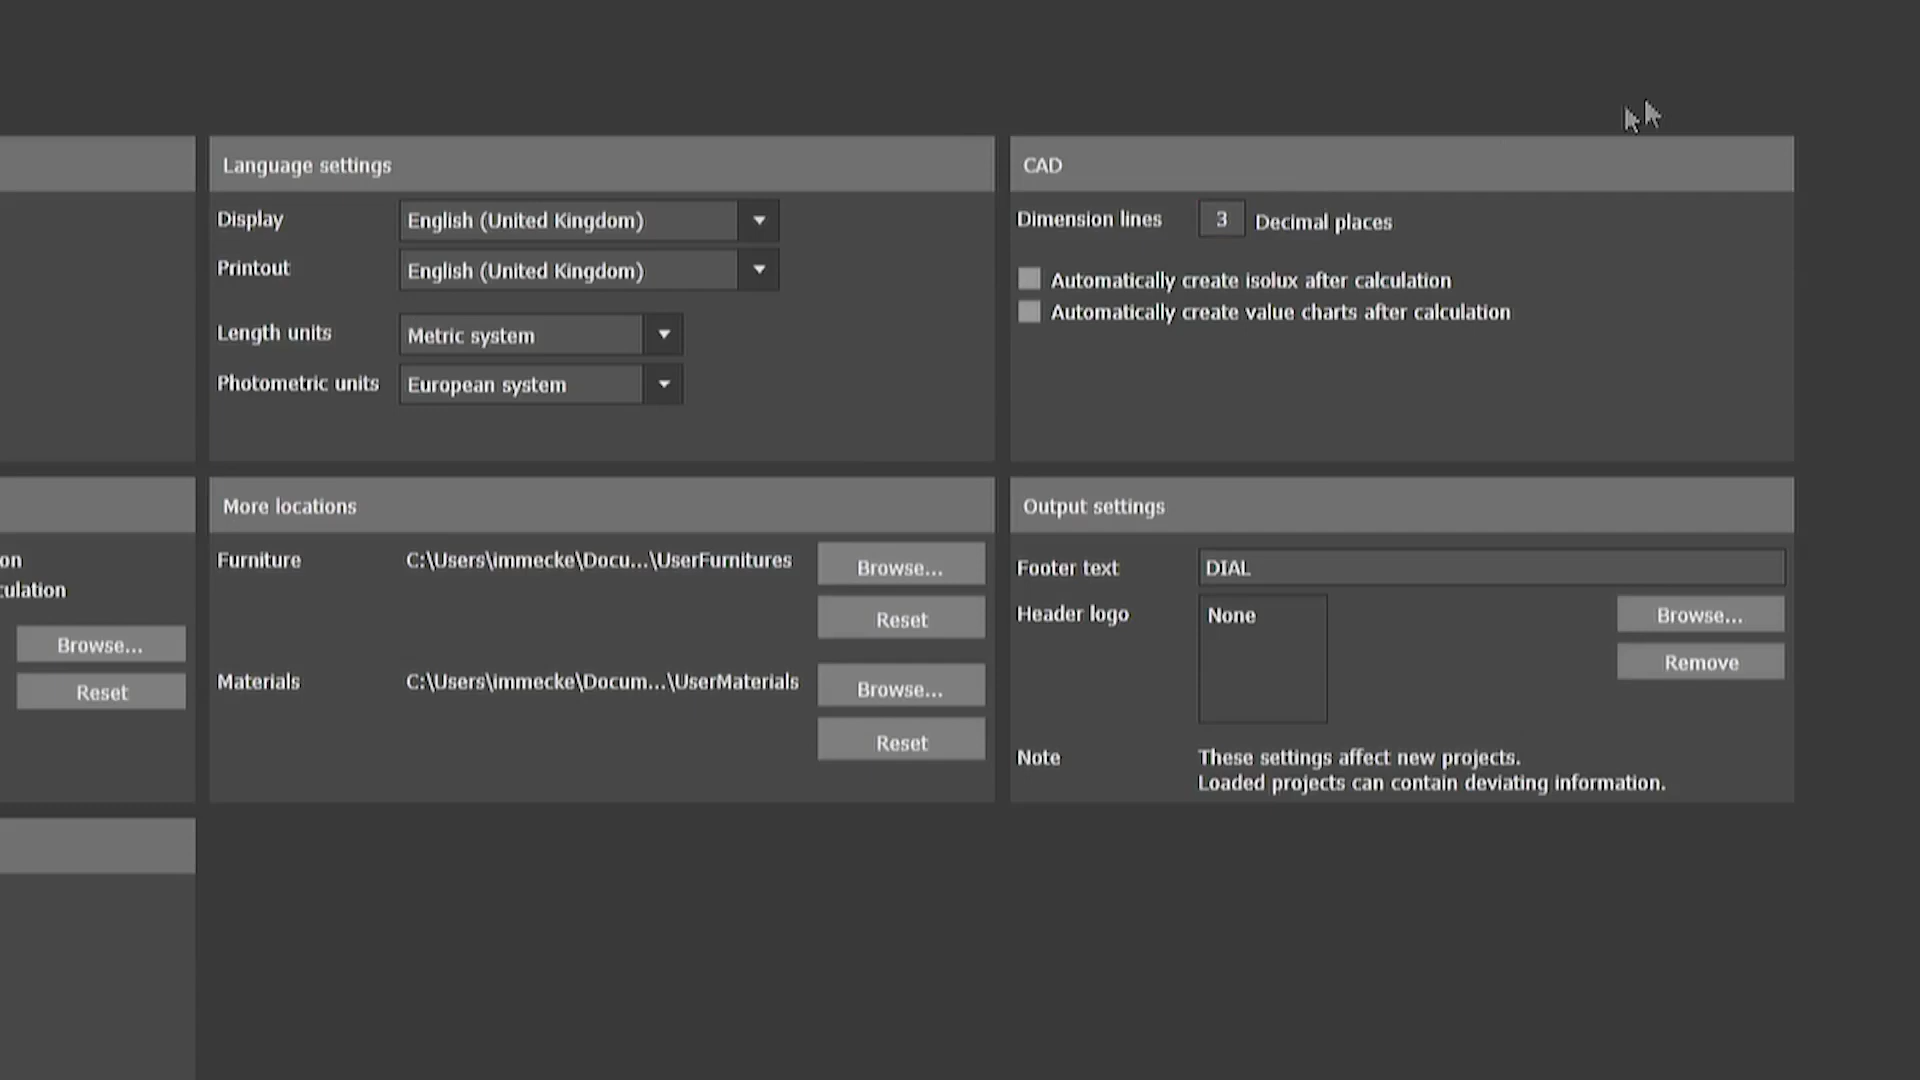 Language settings
Display English (United Kingdom)
Printout English (United Kingdom)
Length units Metric system
Photometric units European system
CAD
Dimension lines 3 Decimal places
Automatically create isolux after calculation
Automatically create value charts after calculation
on
culation
Browse...
Reset
More locations
Furniture C:\Users\immecke\Docu...\UserFurnitures Browse...
Reset
Materials C:\Users\immecke\Docum...\UserMaterials Browse...
Reset
Output settings
Footer text DIAL
Header logo None Browse...
Remove
Note These settings affect new projects.
Loaded projects can contain deviating information.